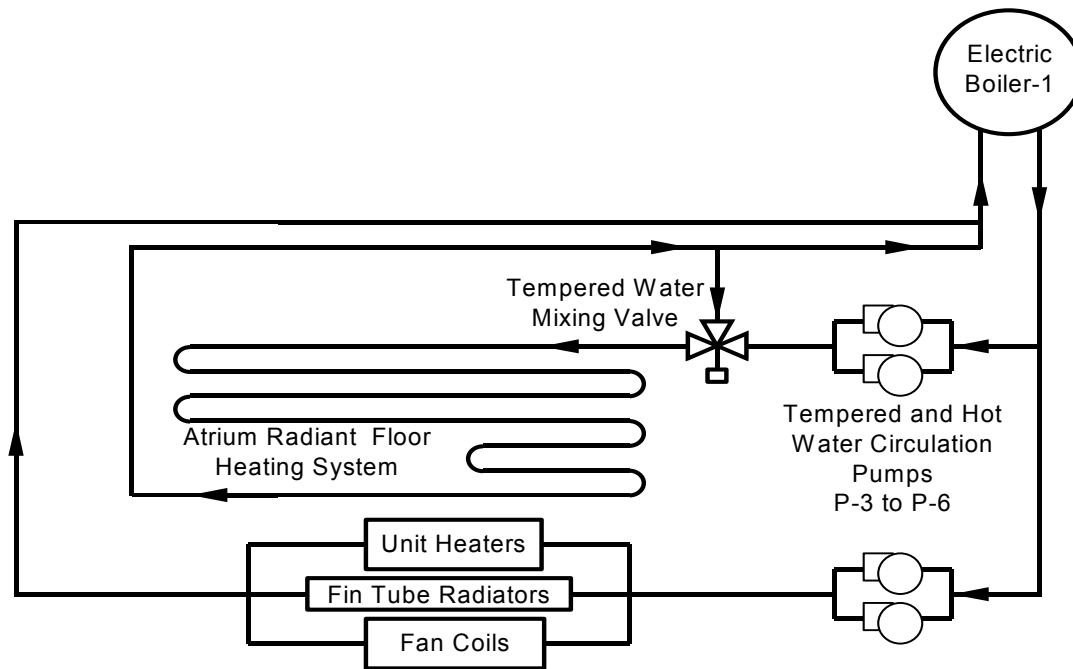 Electric
Boiler-1
Tempered Water
Mixing Valve
Atrium Radiant Floor
Heating System
Tempered and Hot
Water Circulation
Pumps
P-3 to P-6
Unit Heaters
Fin Tube Radiators
Fan Coils